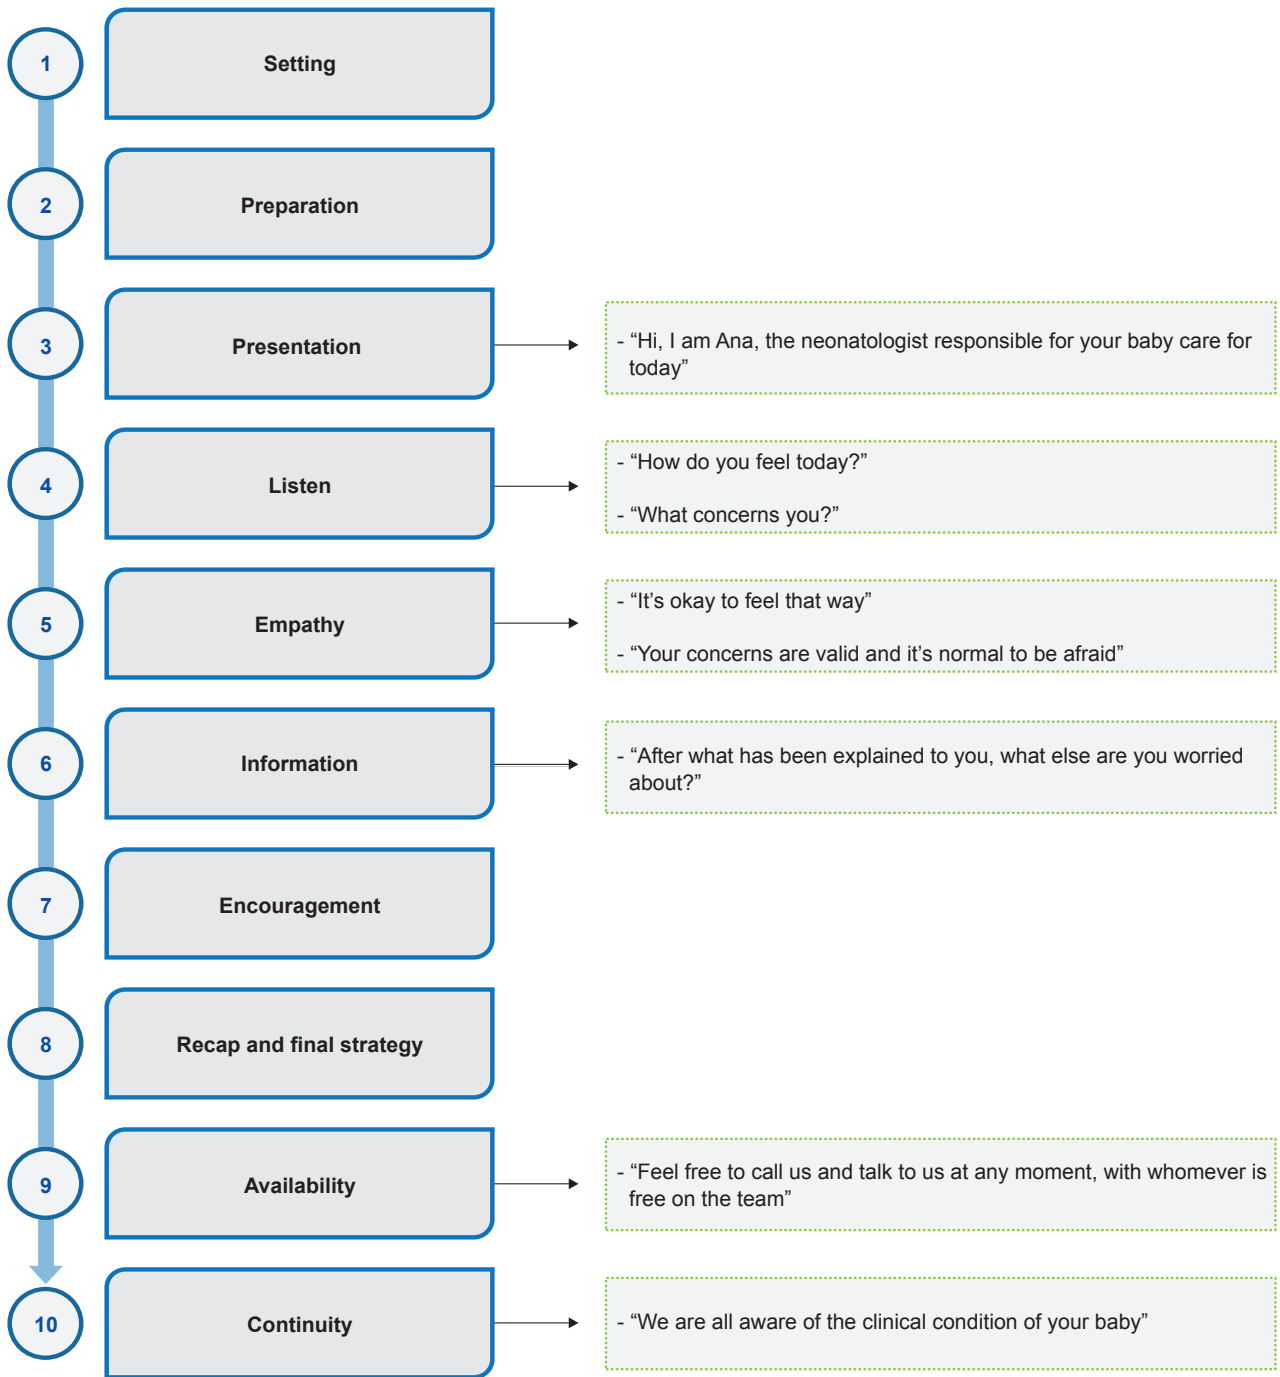 1
Setting
2
Preparation
3
Presentation
- “Hi, I am Ana, the neonatologist responsible for your baby care for
today”
4
Listen
- “How do you feel today?”
- “What concerns you?”
5
Empathy
- “It’s okay to feel that way”
- “Your concerns are valid and it’s normal to be afraid”
6
Information
- “After what has been explained to you, what else are you worried
about?”
7
Encouragement
8
Recap and final strategy
9
Availability
- “Feel free to call us and talk to us at any moment, with whomever is
free on the team”
10
Continuity
- “We are all aware of the clinical condition of your baby”